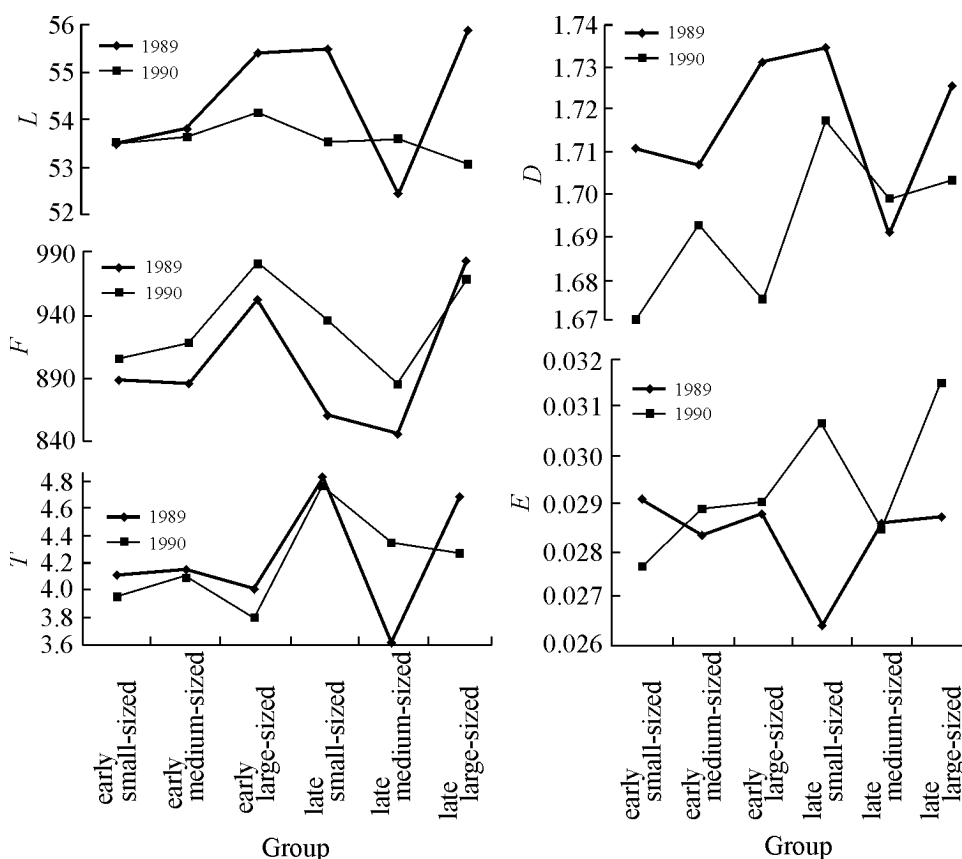 56
55
54
53
52
L
1989
1990
990
940
890
840
F
1989
1990
4.8
4.6
4.4
4.2
4.0
3.8
3.6
T
1989
1990
early
small-sized
early
medium-sized
early
large-sized
late
small-sized
late
medium-sized
late
large-sized
Group
1.74
1.73
1.72
1.71
1.70
1.69
1.68
1.67
D
1989
1990
0.032
0.031
0.030
0.029
0.028
0.027
0.026
E
1989
1990
early
small-sized
early
medium-sized
early
large-sized
late
small-sized
late
medium-sized
late
large-sized
Group